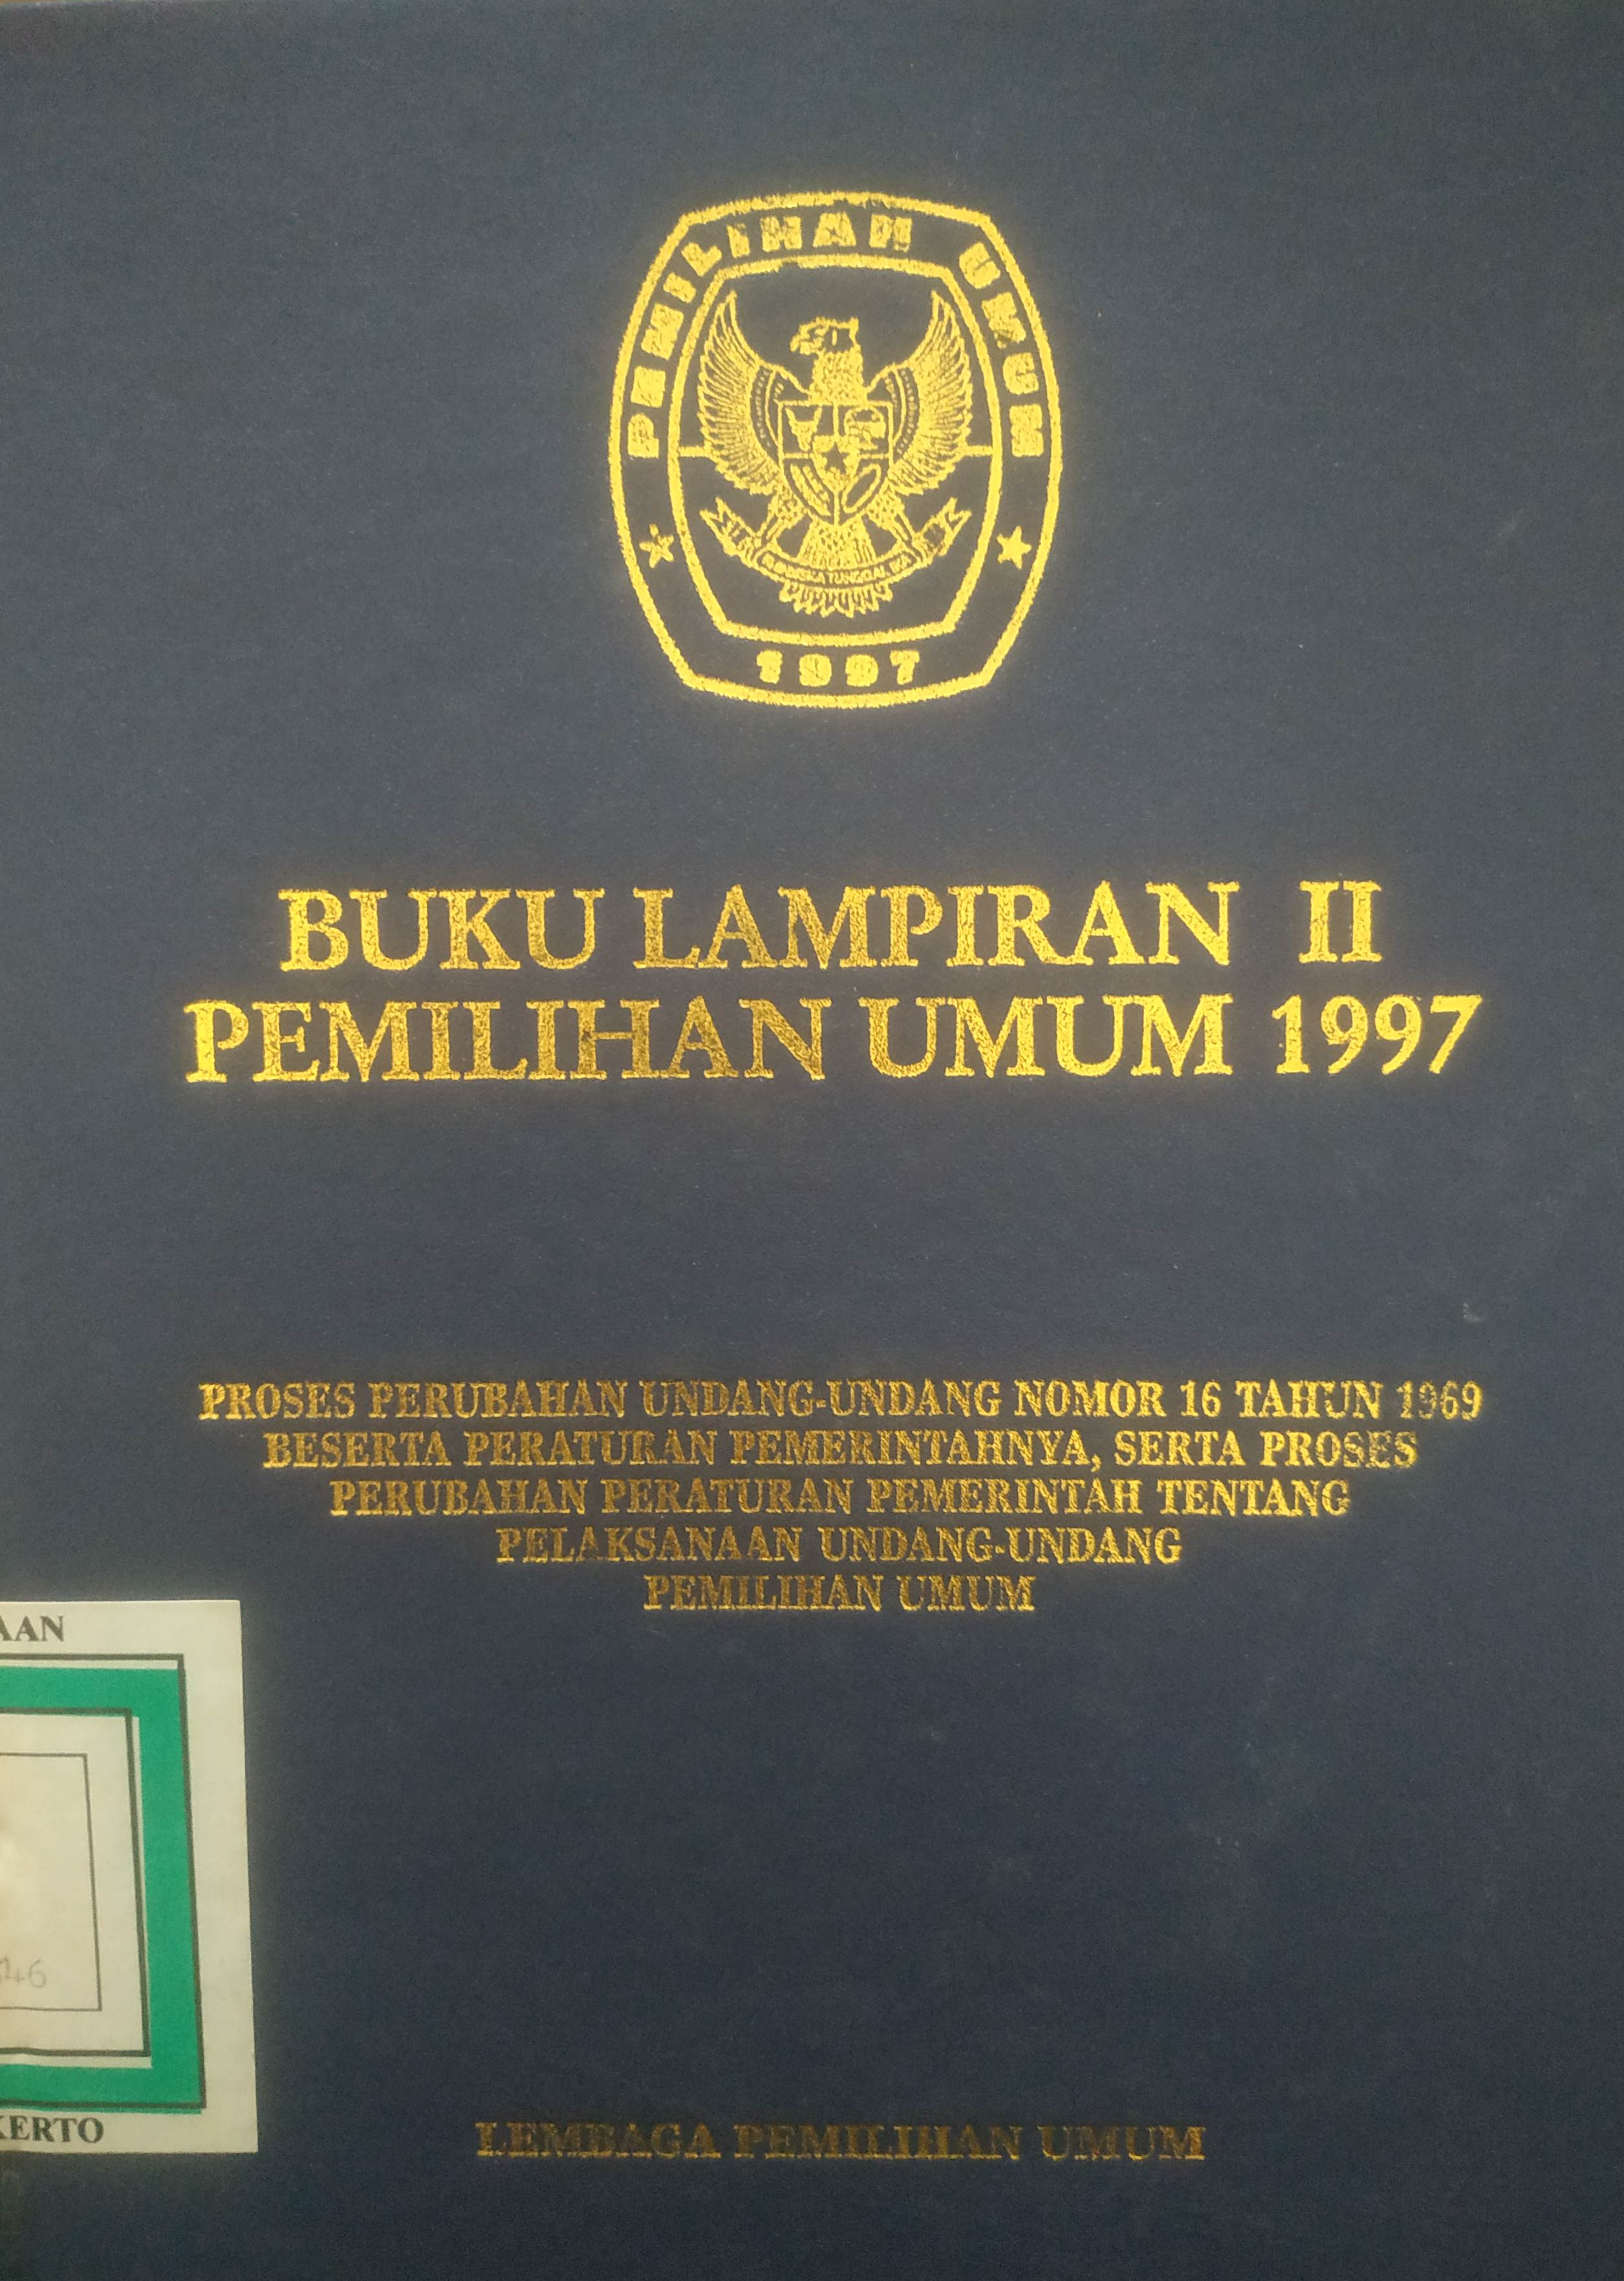 PEMILIHAN UMUM
TUNGGAL IKA
1997
BUKU LAMPIRAN II
PEMILIHAN UMUM 1997
PROSES PERUBAHAN UNDANG-UNDANG NOMOR 16 TAHUN 1969
BESERTA PERATURAN PEMERINTAHNYA, SERTA PROSES
PERUBAHAN PERATURAN PEMERINTAH TENTANG
PELAKSANAAN UNDANG-UNDANG
PEMILIHAN UMUM
AAN
46
KERTO
LEMBAGA PEMILIHAN UMUM